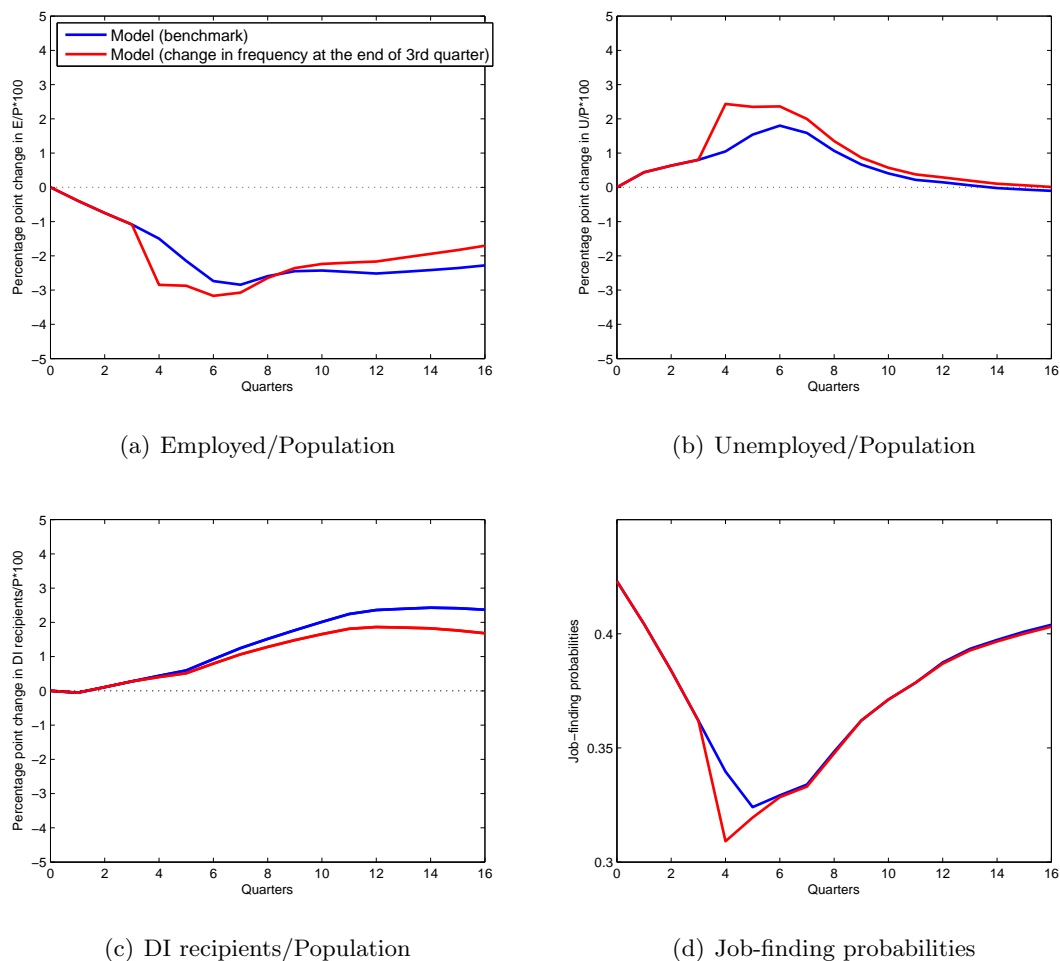 5
4
3
2
1
0
−1
−2
−3
−4
−5
0 2 4 6 8 10 12 14 16
Quarters
Percentage point change in E/P*100
Model (benchmark)
Model (change in frequency at the end of 3rd quarter)
(a) Employed/Population
5
4
3
2
1
0
−1
−2
−3
−4
−5
0 2 4 6 8 10 12 14 16
Quarters
Percentage point change in U/P*100
(b) Unemployed/Population
5
4
3
2
1
0
−1
−2
−3
−4
−5
0 2 4 6 8 10 12 14 16
Quarters
Percentage point change in DI recipients/P*100
(c) DI recipients/Population
0.4
0.35
0.3
0 2 4 6 8 10 12 14 16
Quarters
Job−finding probabilities
(d) Job-finding probabilities